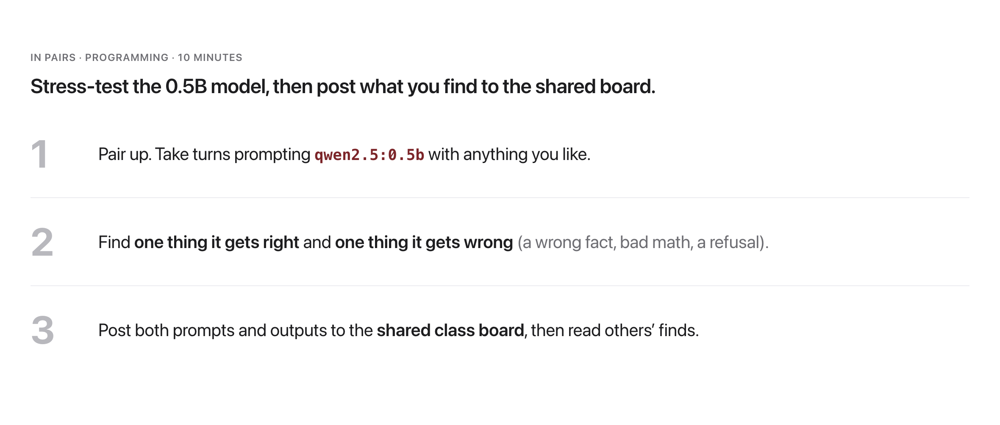 IN PAIRS · PROGRAMMING · 10 MINUTES
Stress-test the 0.5B model, then post what you find to the shared board.
1 Pair up. Take turns prompting qwen2.5:0.5b with anything you like.
2 Find one thing it gets right and one thing it gets wrong (a wrong fact, bad math, a refusal).
3 Post both prompts and outputs to the shared class board, then read others’ finds.